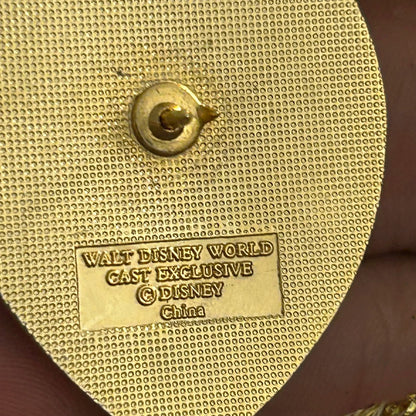 WALT DISNEY WORLD
CAST EXCLUSIVE
© DISNEY
China